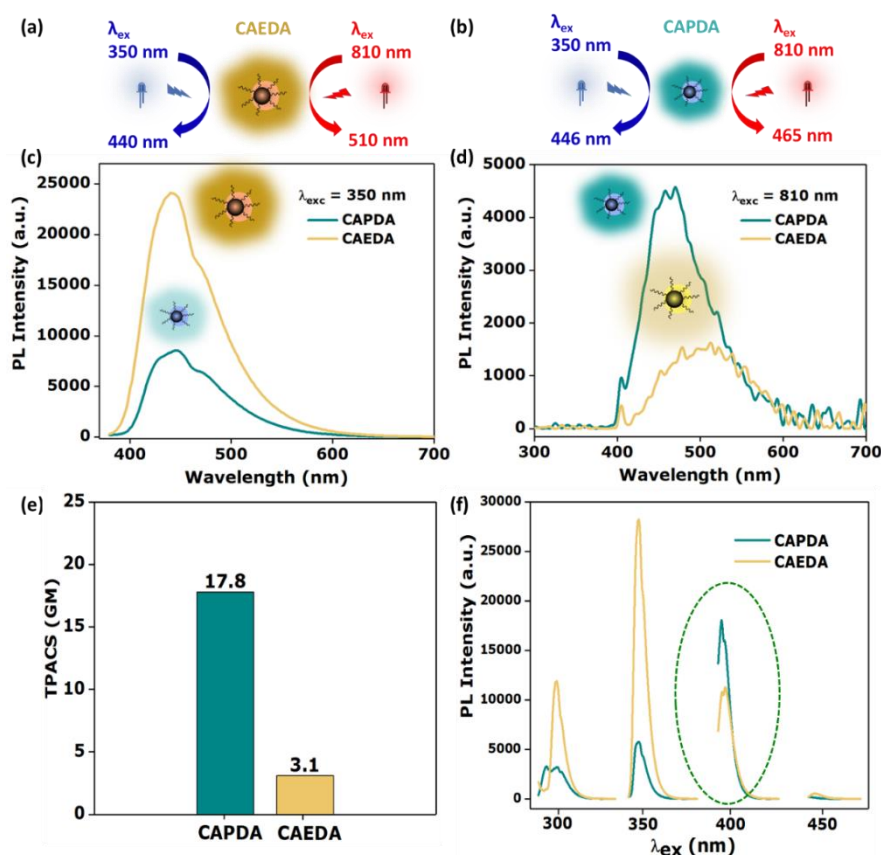 (a)
CAEDA
λex
350 nm
λex
810 nm
440 nm
510 nm
(b)
CAPDA
λex
350 nm
λex
810 nm
446 nm
465 nm
(c)
PL Intensity (a.u.)
25000
20000
15000
10000
5000
0
λexc = 350 nm
CAPDA
CAEDA
400
500
600
700
Wavelength (nm)
(d)
PL Intensity (a.u.)
5000
4000
3000
2000
1000
0
λexc = 810 nm
CAPDA
CAEDA
300
400
500
600
700
Wavelength (nm)
(e)
TPACS (GM)
25
20
15
10
5
0
17.8
3.1
CAPDA
CAEDA
(f)
PL Intensity (a.u.)
30000
25000
20000
15000
10000
5000
0
CAPDA
CAEDA
300
350
400
450
λex (nm)